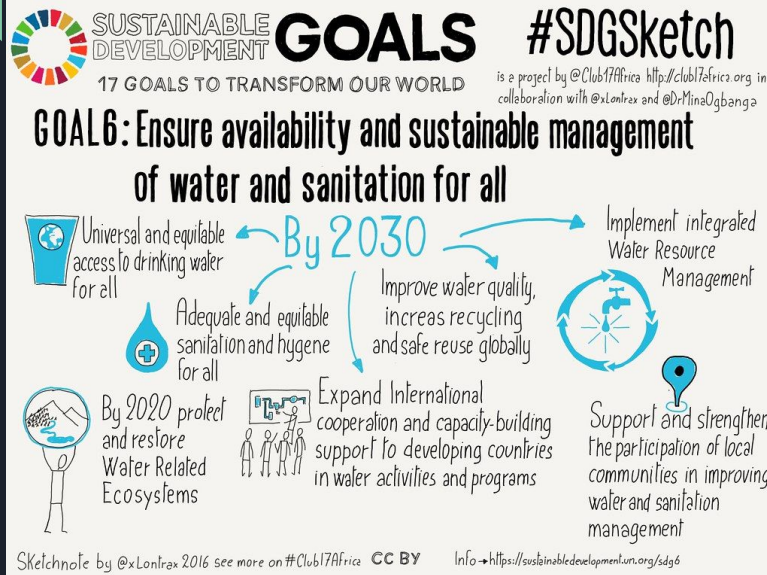 SUSTAINABLE
DEVELOPMENT
GOALS
17 GOALS TO TRANSFORM OUR WORLD
#SDGSketch
is a project by @Club17Africa http://club17africa.org in
collaboration with @xLontrax and @DrMinaOgbanga
GOAL6: Ensure availability and sustainable management
of water and sanitation for all
By 2030
Universal and equitable
access to drinking water
for all
Adequate and equitable
sanitation and hygiene
for all
Improve water quality,
increas recycling
and safe reuse globally
Implement integrated
Water Resource
Management
By 2020 protect
and restore
Water Related
Ecosystems
Expand International
cooperation and capacity-building
support to developing countries
in water activities and programs
Support and strengthen
the participation of local
communities in improving
water and sanitation
management
Sketchnote by @xLontrax 2016 see more on #Club17Africa CC BY
Info→https://sustainabledevelopment.un.org/sdg6